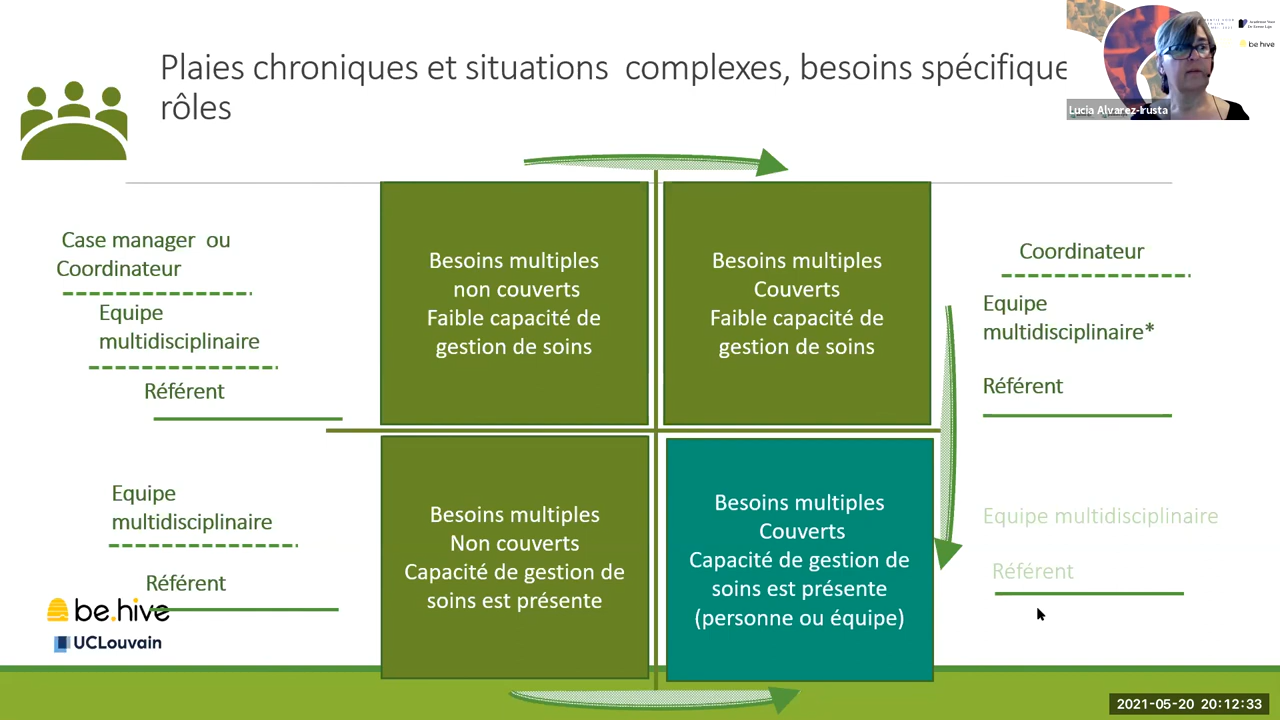 Plaies chroniques et situations complexes, besoins spécifique
rôles
be.hive
Lucia Alvarez-Irusta
Case manager ou
Coordinateur
Equipe
multidisciplinaire
Référent
Besoins multiples
non couverts
Faible capacité de
gestion de soins
Besoins multiples
Couverts
Faible capacité de
gestion de soins
Coordinateur
Equipe
multidisciplinaire*
Référent
Equipe
multidisciplinaire
Référent
Besoins multiples
Non couverts
Capacité de gestion de
soins est présente
Besoins multiples
Couverts
Capacité de gestion de
soins est présente
(personne ou équipe)
Equipe multidisciplinaire
Référent
be.hive
UCLouvain
2021-05-20 20:12:33